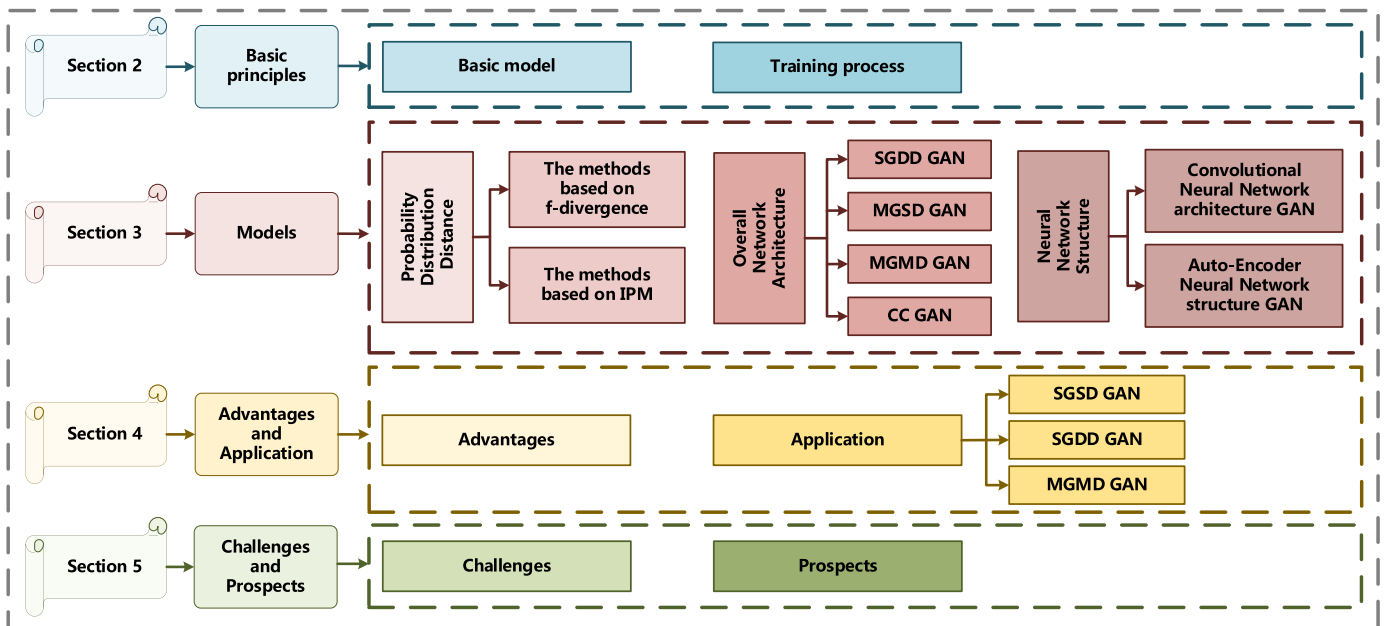 Section 2
Basic
principles
Basic model
Training process
Section 3
Models
Probability
Distribution
Distance
The methods
based on
f-divergence
The methods
based on IPM
Overall
Network
Architecture
SGDD GAN
MGSD GAN
MGMD GAN
CC GAN
Neural
Network
Structure
Convolutional
Neural Network
architecture GAN
Auto-Encoder
Neural Network
structure GAN
Section 4
Advantages
and
Application
Advantages
Application
SGSD GAN
SGDD GAN
MGMD GAN
Section 5
Challenges
and
Prospects
Challenges
Prospects